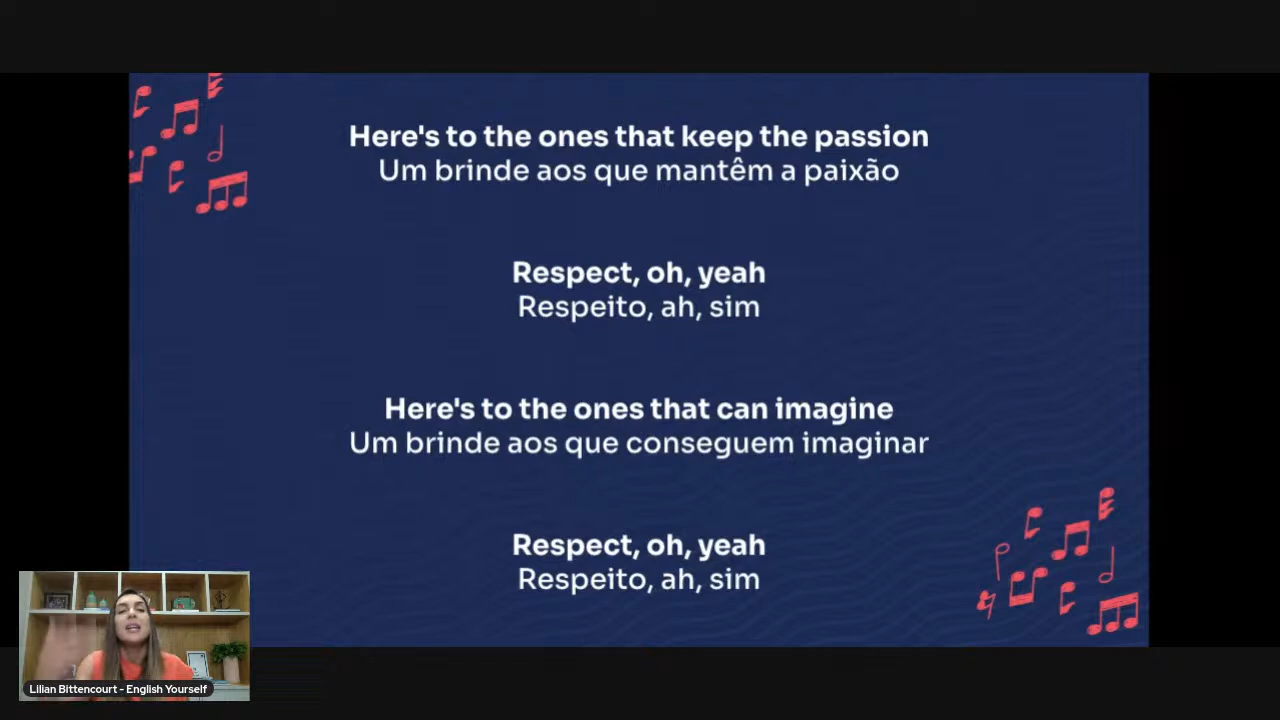 Here's to the ones that keep the passion
Um brinde aos que mantêm a paixão
Respect, oh, yeah
Respeito, ah, sim
Here's to the ones that can imagine
Um brinde aos que conseguem imaginar
Respect, oh, yeah
Respeito, ah, sim
Lilian Bittencourt - English Yourself